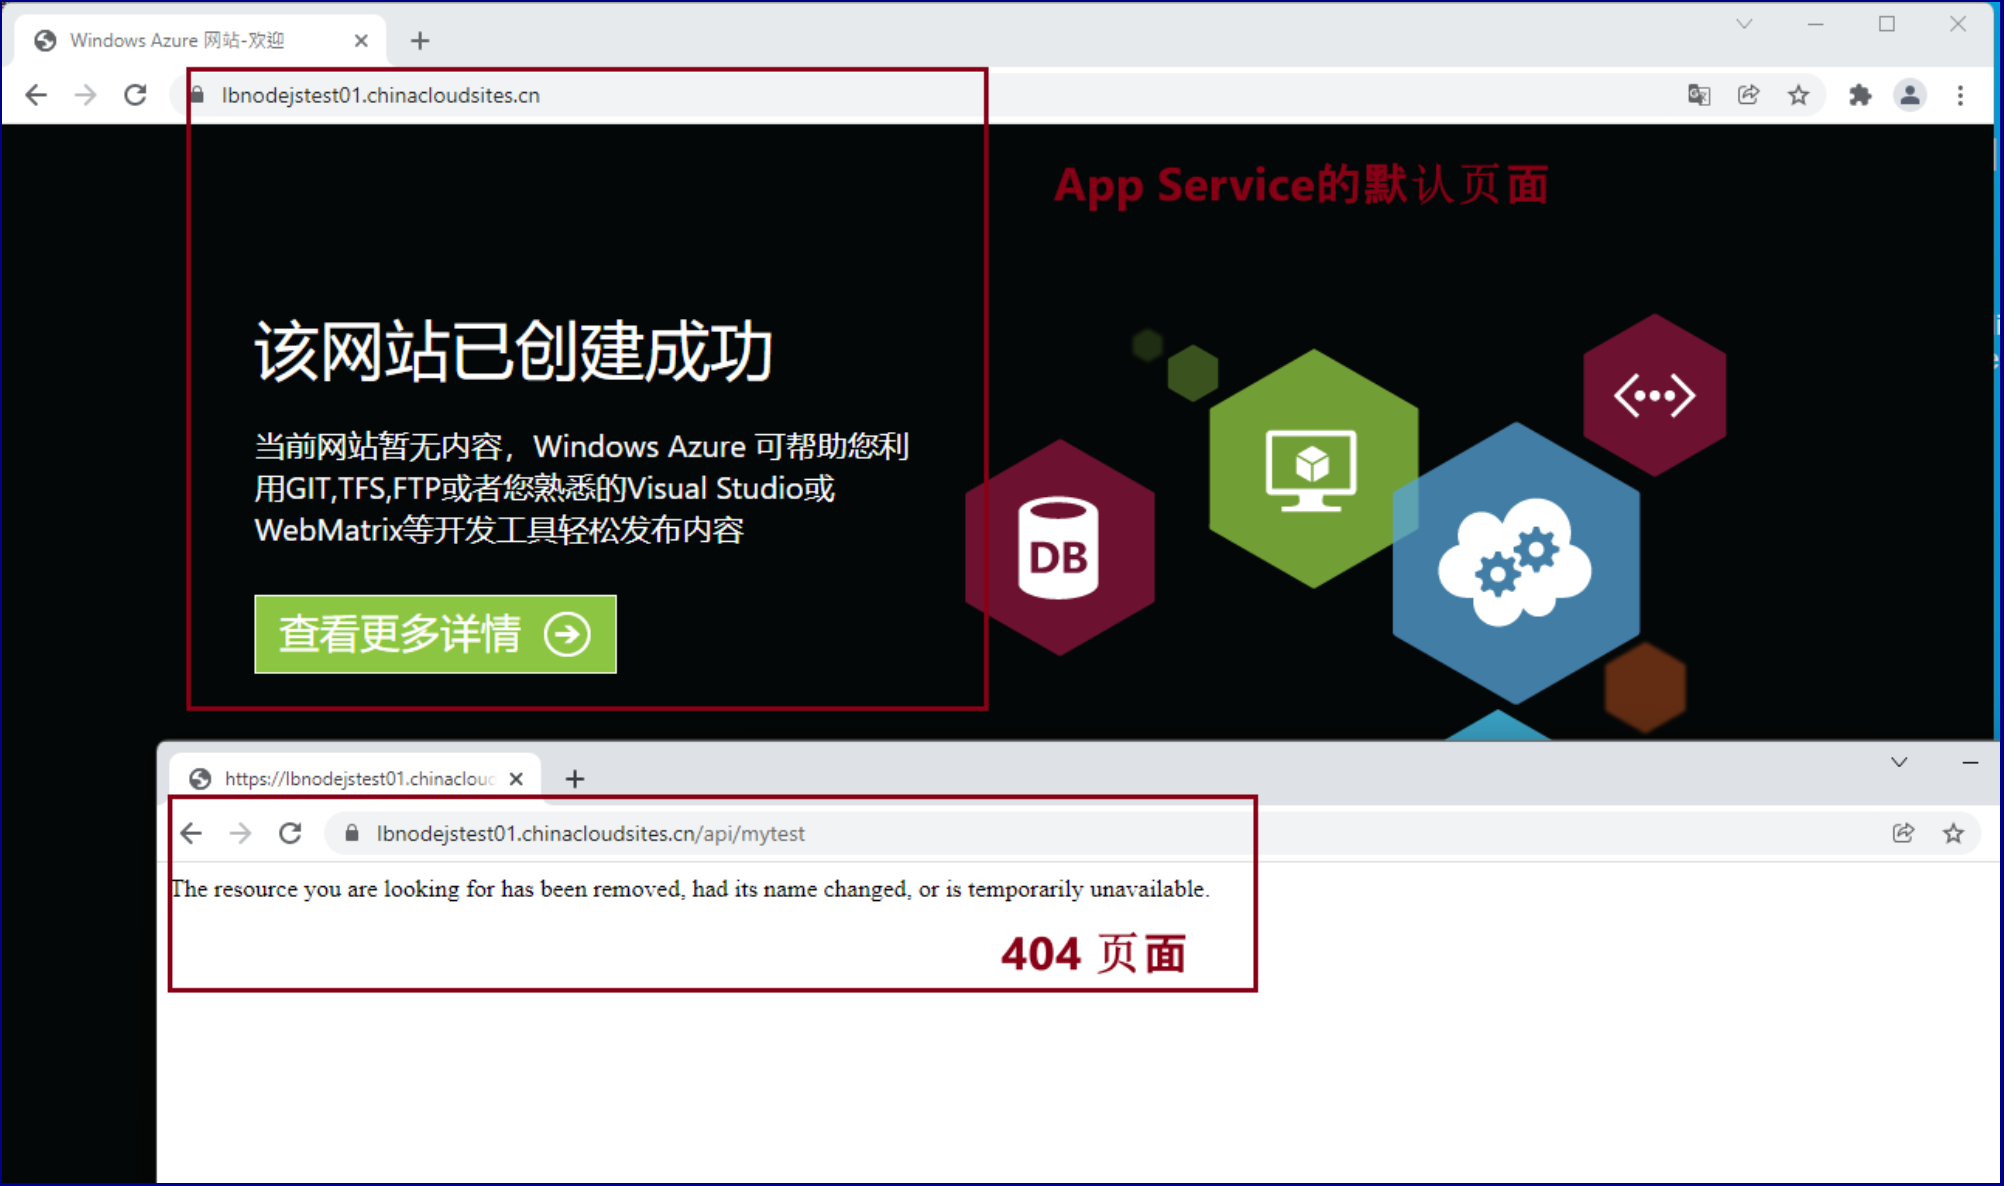 Windows Azure 网站-欢迎
lbnodejstest01.chinacloudsites.cn
App Service的默认页面
该网站已创建成功
当前网站暂无内容，Windows Azure 可帮助您利
用GIT,TFS,FTP或者您熟悉的Visual Studio或
WebMatrix等开发工具轻松发布内容
查看更多详情
DB
https://lbnodejstest01.chinaclou
lbnodejstest01.chinacloudsites.cn/api/mytest
The resource you are looking for has been removed, had its name changed, or is temporarily unavailable.
404 页面